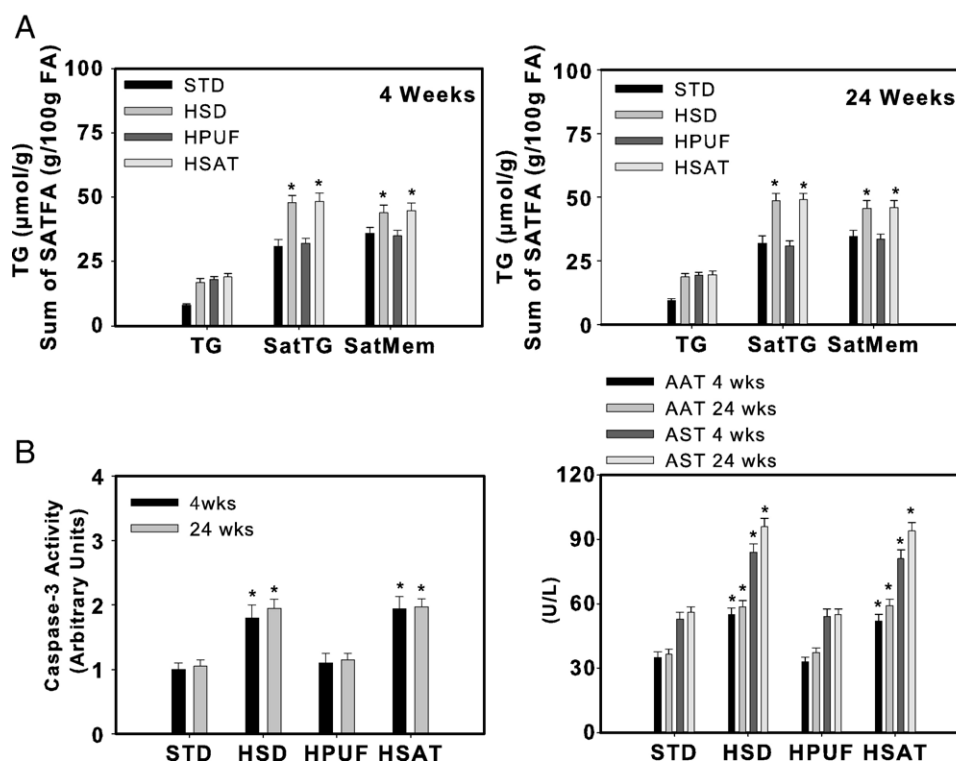 A
TG (µmol/g)
Sum of SATFA (g/100g FA)
100
75
50
25
0
STD
HSD
HPUF
HSAT
4 Weeks
* * * *
TG SatTG SatMem
TG (µmol/g)
Sum of SATFA (g/100g FA)
100
75
50
25
0
STD
HSD
HPUF
HSAT
24 Weeks
* * * *
TG SatTG SatMem
B
Caspase-3 Activity
(Arbitrary Units)
4
3
2
1
0
4wks
24 wks
* * * *
STD HSD HPUF HSAT
AAT 4 wks
AAT 24 wks
AST 4 wks
AST 24 wks
(U/L)
120
90
60
30
0
* * * * * * * *
STD HSD HPUF HSAT